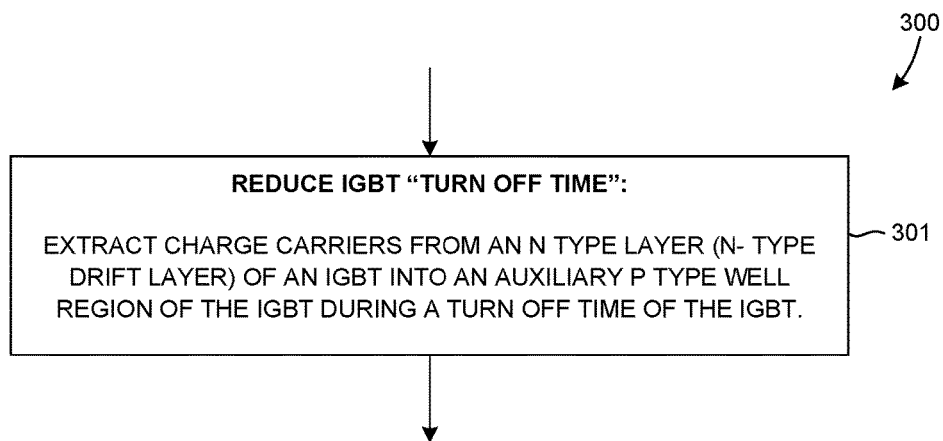 300
REDUCE IGBT “TURN OFF TIME”:
EXTRACT CHARGE CARRIERS FROM AN N TYPE LAYER (N- TYPE
DRIFT LAYER) OF AN IGBT INTO AN AUXILIARY P TYPE WELL
REGION OF THE IGBT DURING A TURN OFF TIME OF THE IGBT.
301